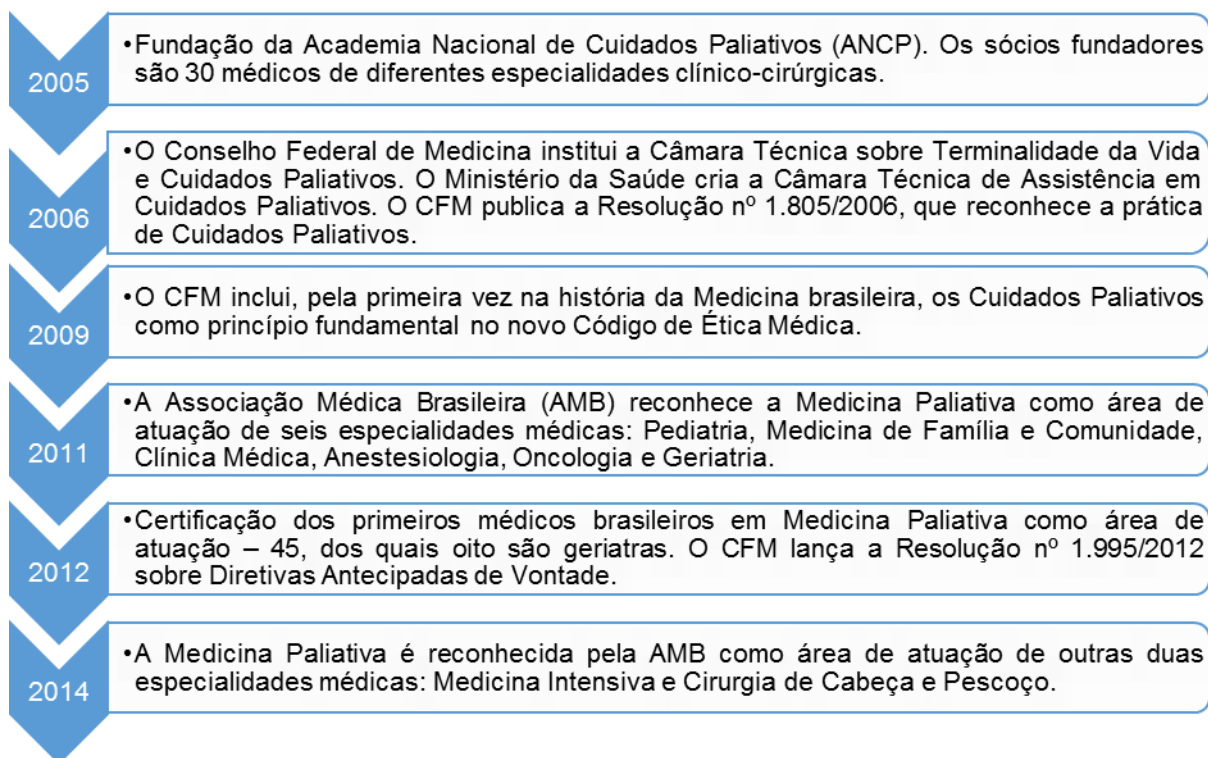 2005
•Fundação da Academia Nacional de Cuidados Paliativos (ANCP). Os sócios fundadores
são 30 médicos de diferentes especialidades clínico-cirúrgicas.
2006
•O Conselho Federal de Medicina institui a Câmara Técnica sobre Terminalidade da Vida
e Cuidados Paliativos. O Ministério da Saúde cria a Câmara Técnica de Assistência em
Cuidados Paliativos. O CFM publica a Resolução nº 1.805/2006, que reconhece a prática
de Cuidados Paliativos.
2009
•O CFM inclui, pela primeira vez na história da Medicina brasileira, os Cuidados Paliativos
como princípio fundamental no novo Código de Ética Médica.
2011
•A Associação Médica Brasileira (AMB) reconhece a Medicina Paliativa como área de
atuação de seis especialidades médicas: Pediatria, Medicina de Família e Comunidade,
Clínica Médica, Anestesiologia, Oncologia e Geriatria.
2012
•Certificação dos primeiros médicos brasileiros em Medicina Paliativa como área de
atuação – 45, dos quais oito são geriatras. O CFM lança a Resolução nº 1.995/2012
sobre Diretivas Antecipadas de Vontade.
2014
•A Medicina Paliativa é reconhecida pela AMB como área de atuação de outras duas
especialidades médicas: Medicina Intensiva e Cirurgia de Cabeça e Pescoço.